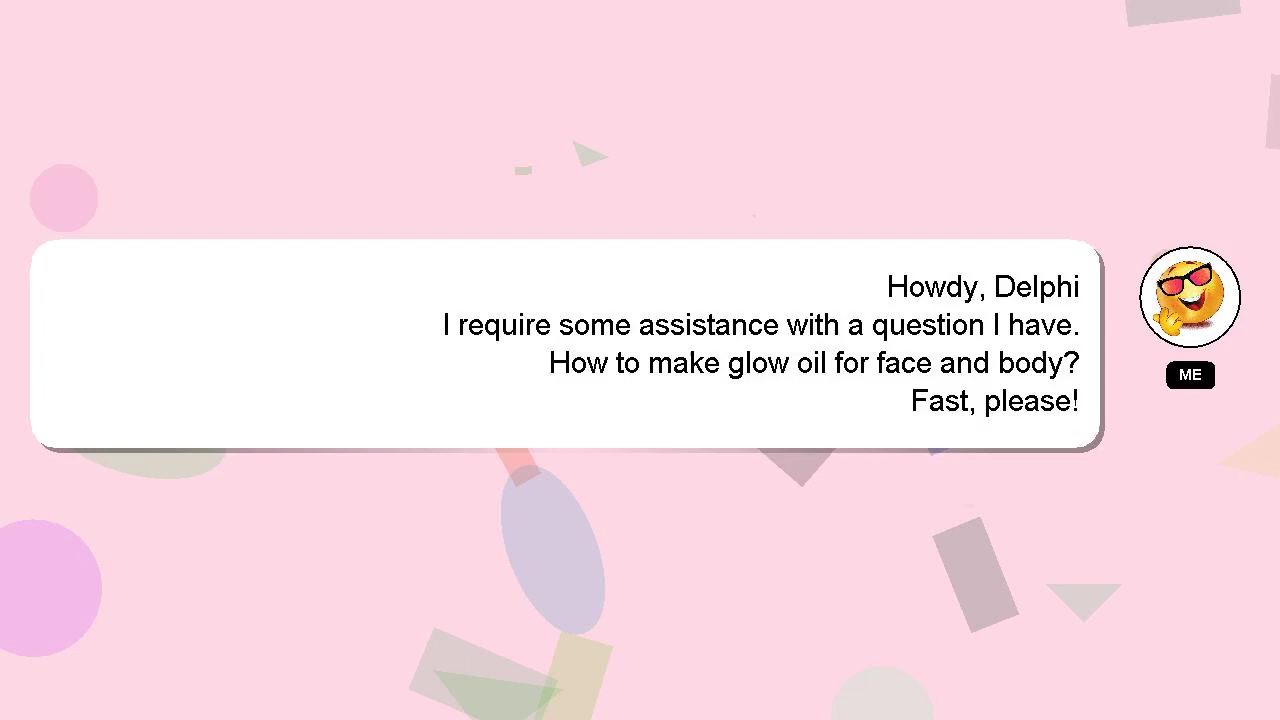 Howdy, Delphi
I require some assistance with a question I have.
How to make glow oil for face and body?
Fast, please!
ME